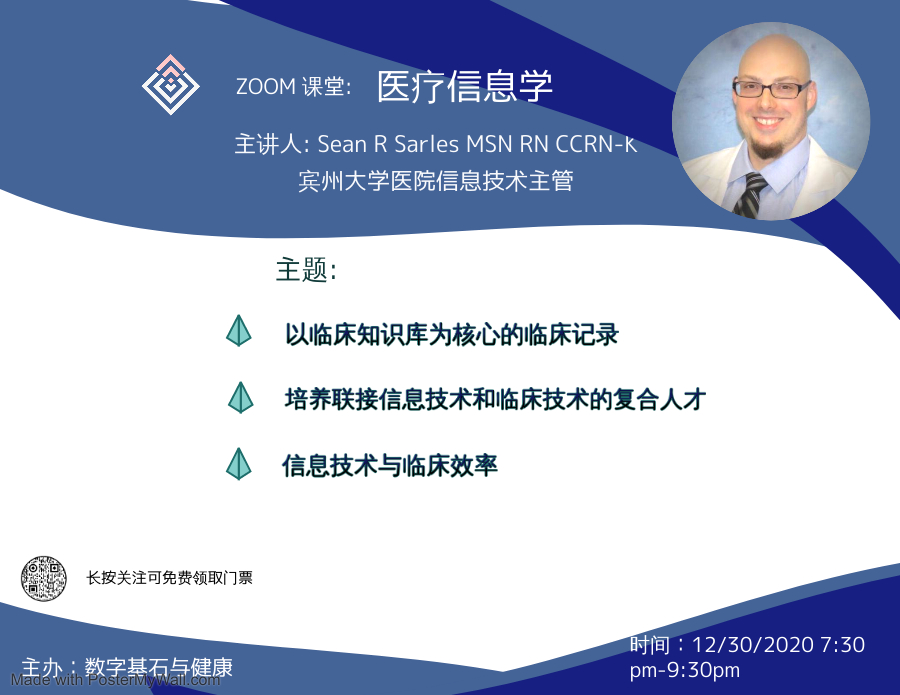 ZOOM 课堂: 医疗信息学
主讲人: Sean R Sarles MSN RN CCRN-K
宾州大学医院信息技术主管
主题:
以临床知识库为核心的临床记录
培养联接信息技术和临床技术的复合人才
信息技术与临床效率
长按关注可免费领取门票
主办：数字基石与健康
Made with PosterMyWall.com
时间：12/30/2020 7:30
pm-9:30pm